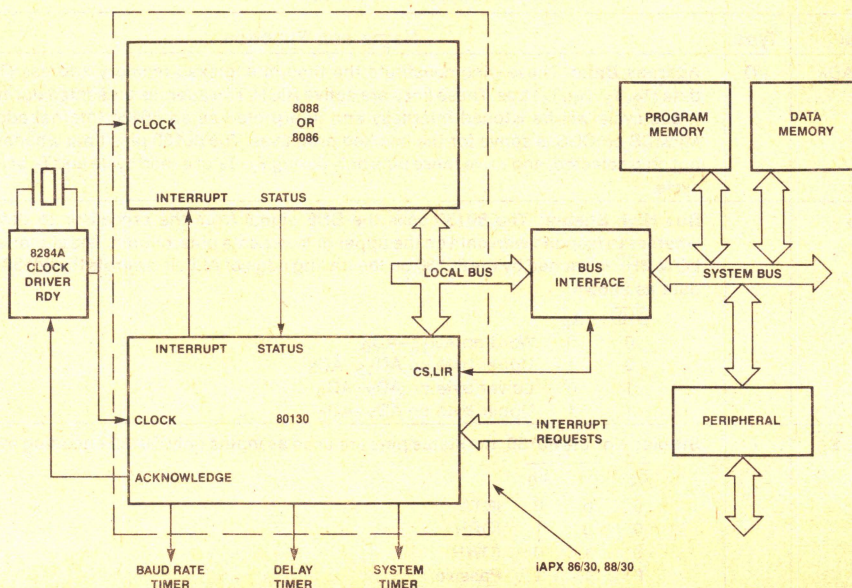 8088
OR
8086
CLOCK
INTERRUPT STATUS
PROGRAM
MEMORY
DATA
MEMORY
8284A
CLOCK
DRIVER
RDY
LOCAL BUS
BUS
INTERFACE
SYSTEM BUS
INTERRUPT STATUS
CS,LIR
CLOCK
80130
INTERRUPT
REQUESTS
PERIPHERAL
ACKNOWLEDGE
iAPX 86/30, 88/30
BAUD RATE
TIMER
DELAY
TIMER
SYSTEM
TIMER